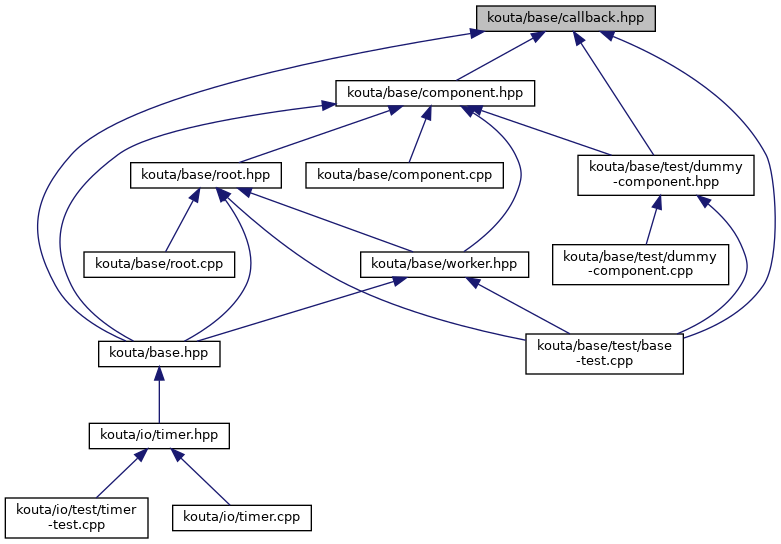 kouta/base/callback.hpp
kouta/base/component.hpp
kouta/base/root.hpp
kouta/base/component.cpp
kouta/base/test/dummy
-component.hpp
kouta/base/root.cpp
kouta/base/worker.hpp
kouta/base/test/dummy
-component.cpp
kouta/base.hpp
kouta/base/test/base
-test.cpp
kouta/io/timer.hpp
kouta/io/test/timer
-test.cpp
kouta/io/timer.cpp